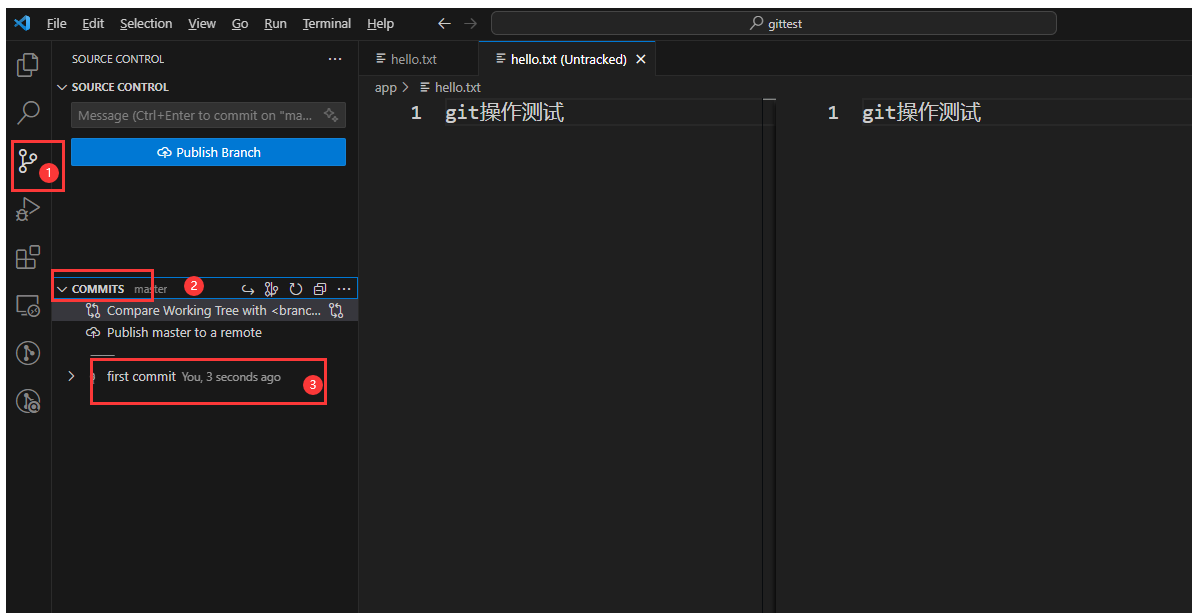 File Edit Selection View Go Run Terminal Help gittest
SOURCE CONTROL
hello.txt hello.txt (Untracked)
SOURCE CONTROL
app > hello.txt
Message (Ctrl+Enter to commit on "ma...
1 git操作测试 1 git操作测试
Publish Branch
1
COMMITS master 2
Compare Working Tree with <branc...
Publish master to a remote
first commit You, 3 seconds ago 3